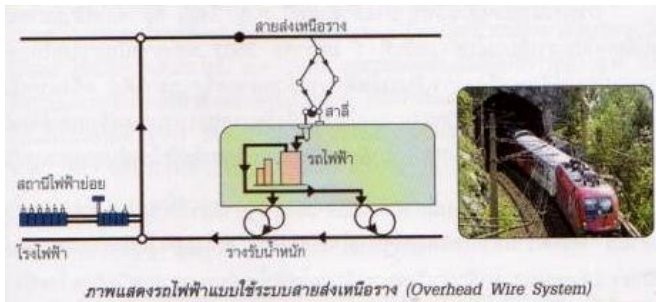 สายส่งเหนือราง
สาลี่
รถไฟฟ้า
สถานีไฟฟ้าย่อย
โรงไฟฟ้า
รางรับน้ำหนัก
ภาพแสดงรถไฟฟ้าแบบใช้ระบบสายส่งเหนือราง (Overhead Wire System)